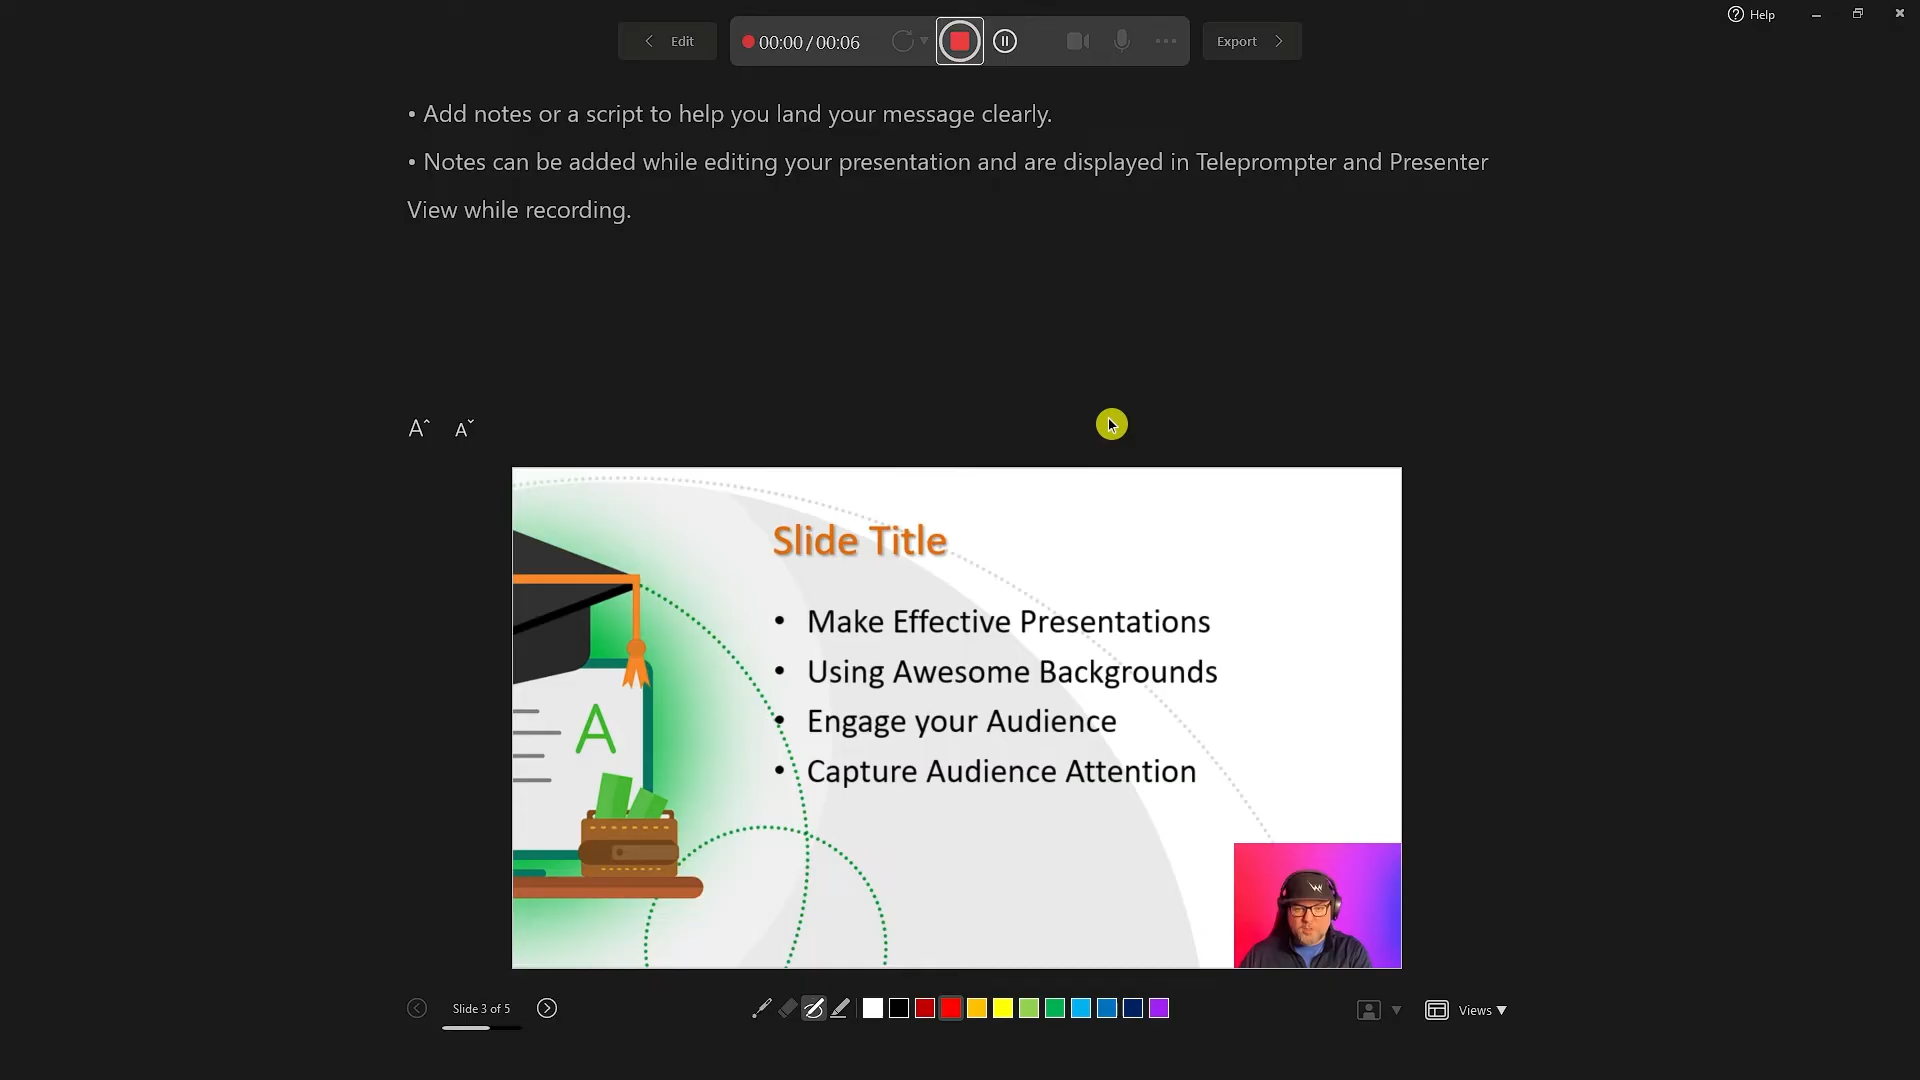 Help
Edit
00:00 / 00:06
Export
• Add notes or a script to help you land your message clearly.
• Notes can be added while editing your presentation and are displayed in Teleprompter and Presenter
View while recording.
A A
Slide Title
• Make Effective Presentations
• Using Awesome Backgrounds
• Engage your Audience
• Capture Audience Attention
A
Slide 3 of 5
Views